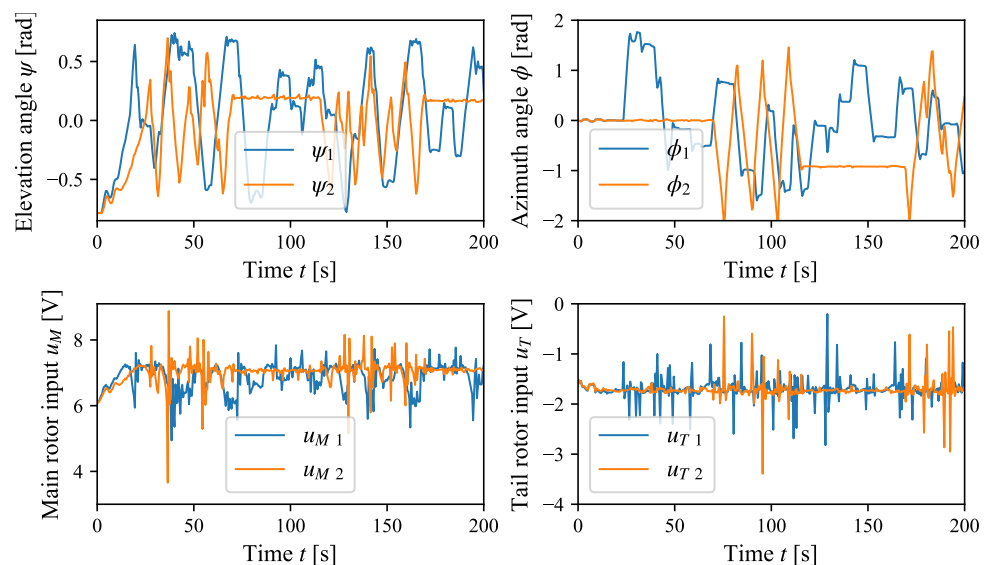 Elevation angle ψ [rad]
0.5
0.0
−0.5
ψ1
ψ2
0 50 100 150 200
Time t [s]
Azimuth angle ϕ [rad]
2
1
0
−1
−2
ϕ1
ϕ2
0 50 100 150 200
Time t [s]
Main rotor input uM [V]
8
6
4
uM 1
uM 2
0 50 100 150 200
Time t [s]
Tail rotor input uT [V]
0
−1
−2
−3
−4
uT 1
uT 2
0 50 100 150 200
Time t [s]